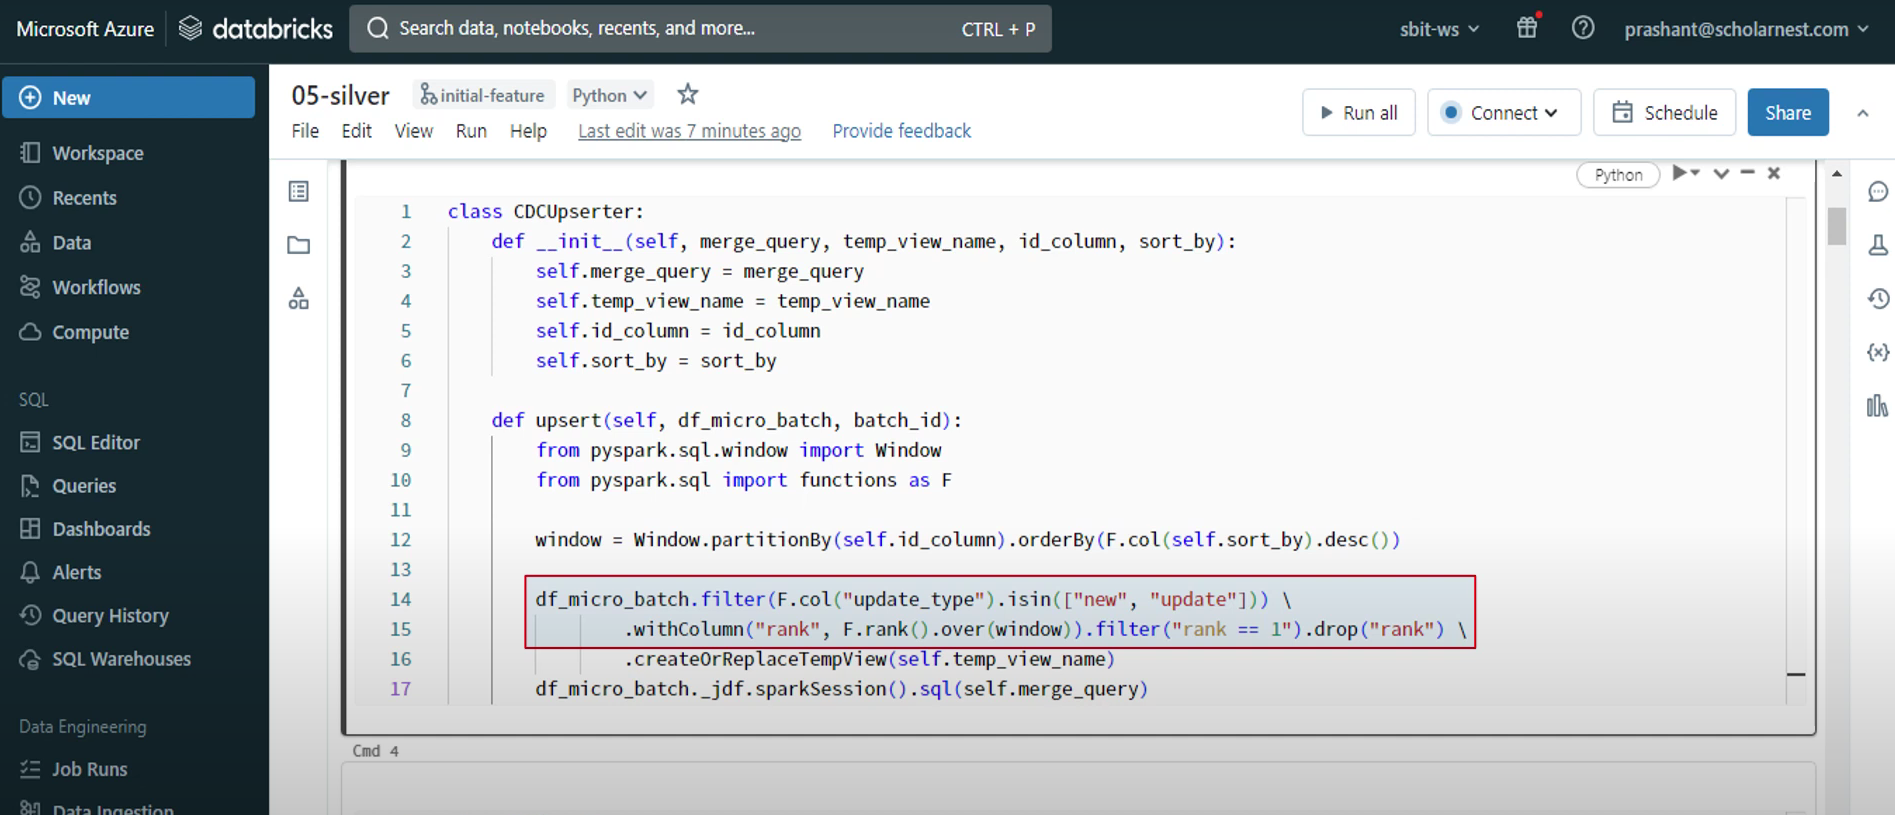 Microsoft Azure databricks Search data, notebooks, recents, and more... CTRL + P sbit-ws prashant@scholarnest.com
New
Workspace
Recents
Data
Workflows
Compute
SQL
SQL Editor
Queries
Dashboards
Alerts
Query History
SQL Warehouses
Data Engineering
Job Runs
Data Ingestion
05-silver initial-feature Python
File Edit View Run Help Last edit was 7 minutes ago Provide feedback
Run all Connect Schedule Share
Python
1 class CDCUpserter:
2 def __init__(self, merge_query, temp_view_name, id_column, sort_by):
3 self.merge_query = merge_query
4 self.temp_view_name = temp_view_name
5 self.id_column = id_column
6 self.sort_by = sort_by
7
8 def upsert(self, df_micro_batch, batch_id):
9 from pyspark.sql.window import Window
10 from pyspark.sql import functions as F
11
12 window = Window.partitionBy(self.id_column).orderBy(F.col(self.sort_by).desc())
13
14 df_micro_batch.filter(F.col("update_type").isin(["new", "update"])) \
15 .withColumn("rank", F.rank().over(window)).filter("rank == 1").drop("rank") \
16 .createOrReplaceTempView(self.temp_view_name)
17 df_micro_batch._jdf.sparkSession().sql(self.merge_query)
Cmd 4